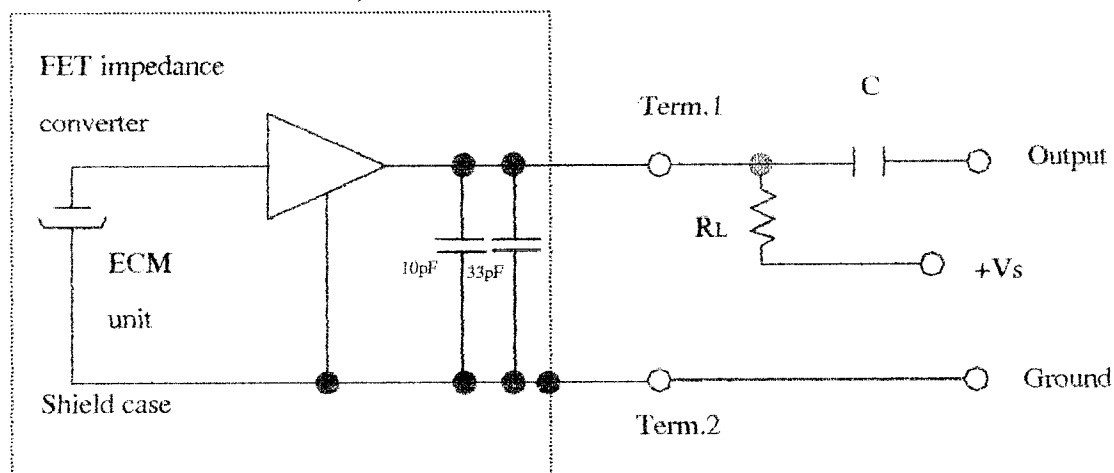 FET impedance
converter
Term.1
C
Output
RL
+Vs
10pF
33pF
ECM
unit
Shield case
Term.2
Ground